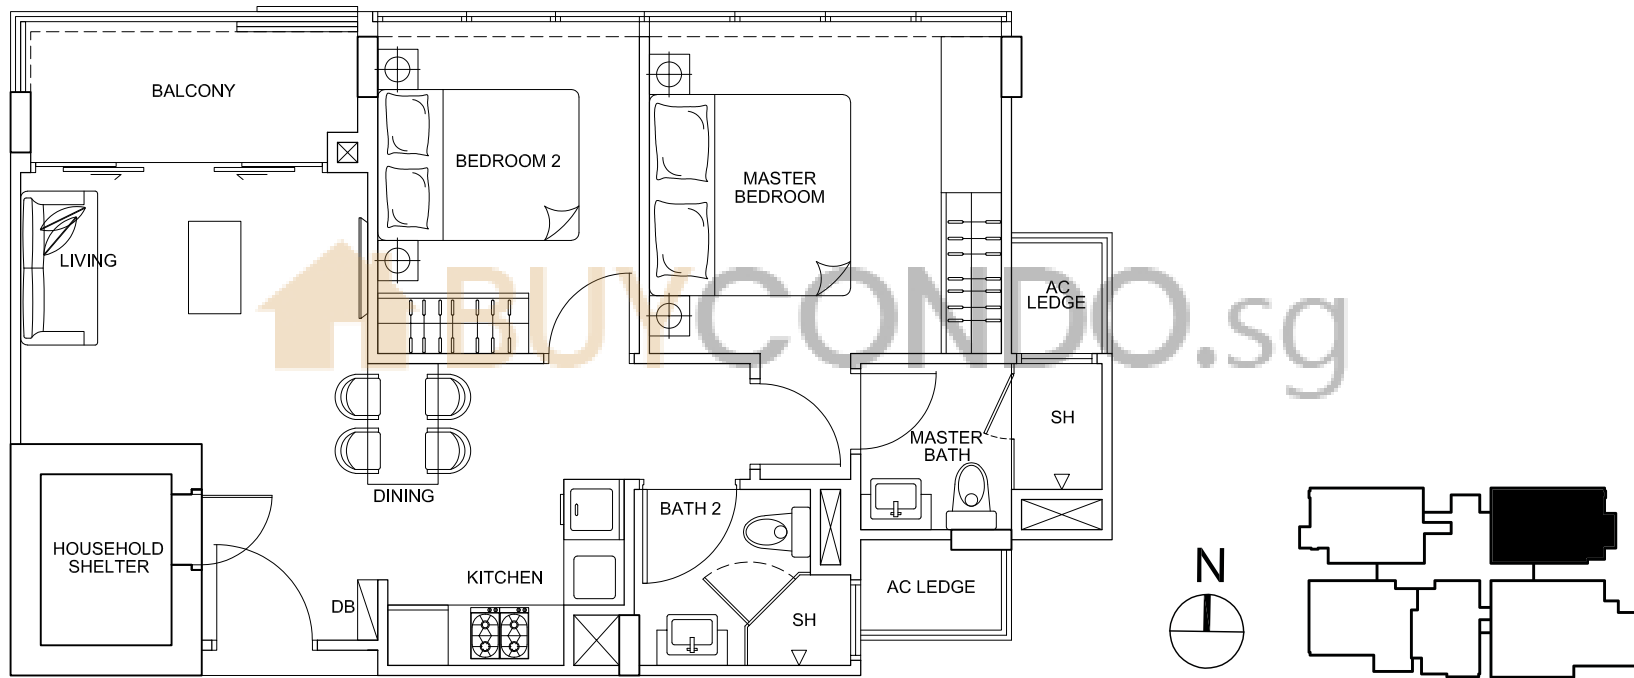 BALCONY
BEDROOM 2
MASTER
BEDROOM
LIVING
BUYCONDO.sg
AC
LEDGE
SH
MASTER
BATH
DINING
BATH 2
HOUSEHOLD
SHELTER
KITCHEN
AC LEDGE
DB
SH
N